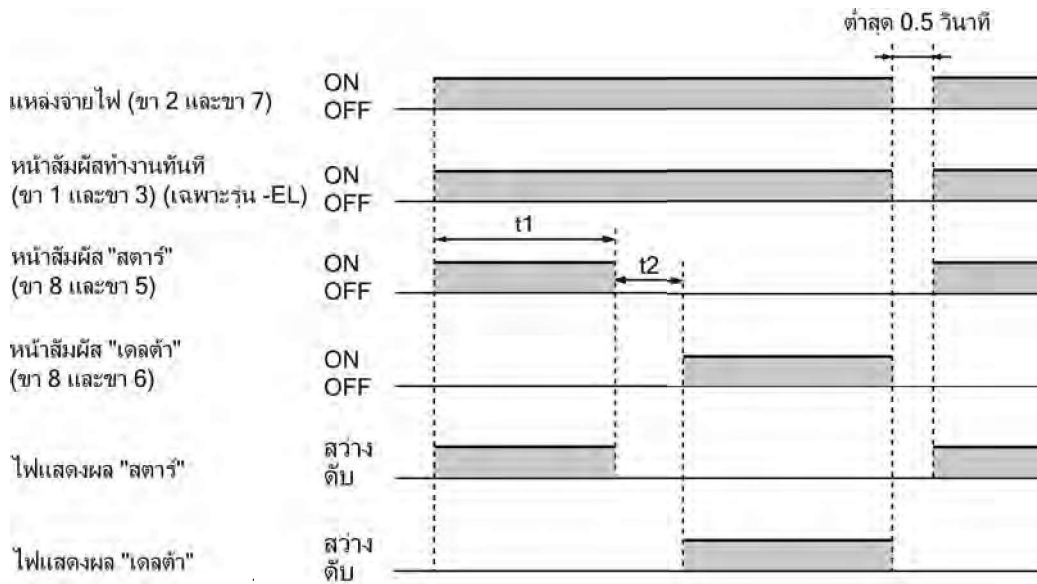 ต่ำสุด 0.5 วินาที
แหล่งจ่ายไฟ (ขา 2 และขา 7)
ON
OFF
หน้าสัมผัสทำงานทันที
(ขา 1 และขา 3) (เฉพาะรุ่น -EL)
ON
OFF
t1
หน้าสัมผัส "สตาร์"
(ขา 8 และขา 5)
ON
OFF
t2
หน้าสัมผัส "เดลต้า"
(ขา 8 และขา 6)
ON
OFF
ไฟแสดงผล "สตาร์"
สว่าง
ดับ
ไฟแสดงผล "เดลต้า"
สว่าง
ดับ